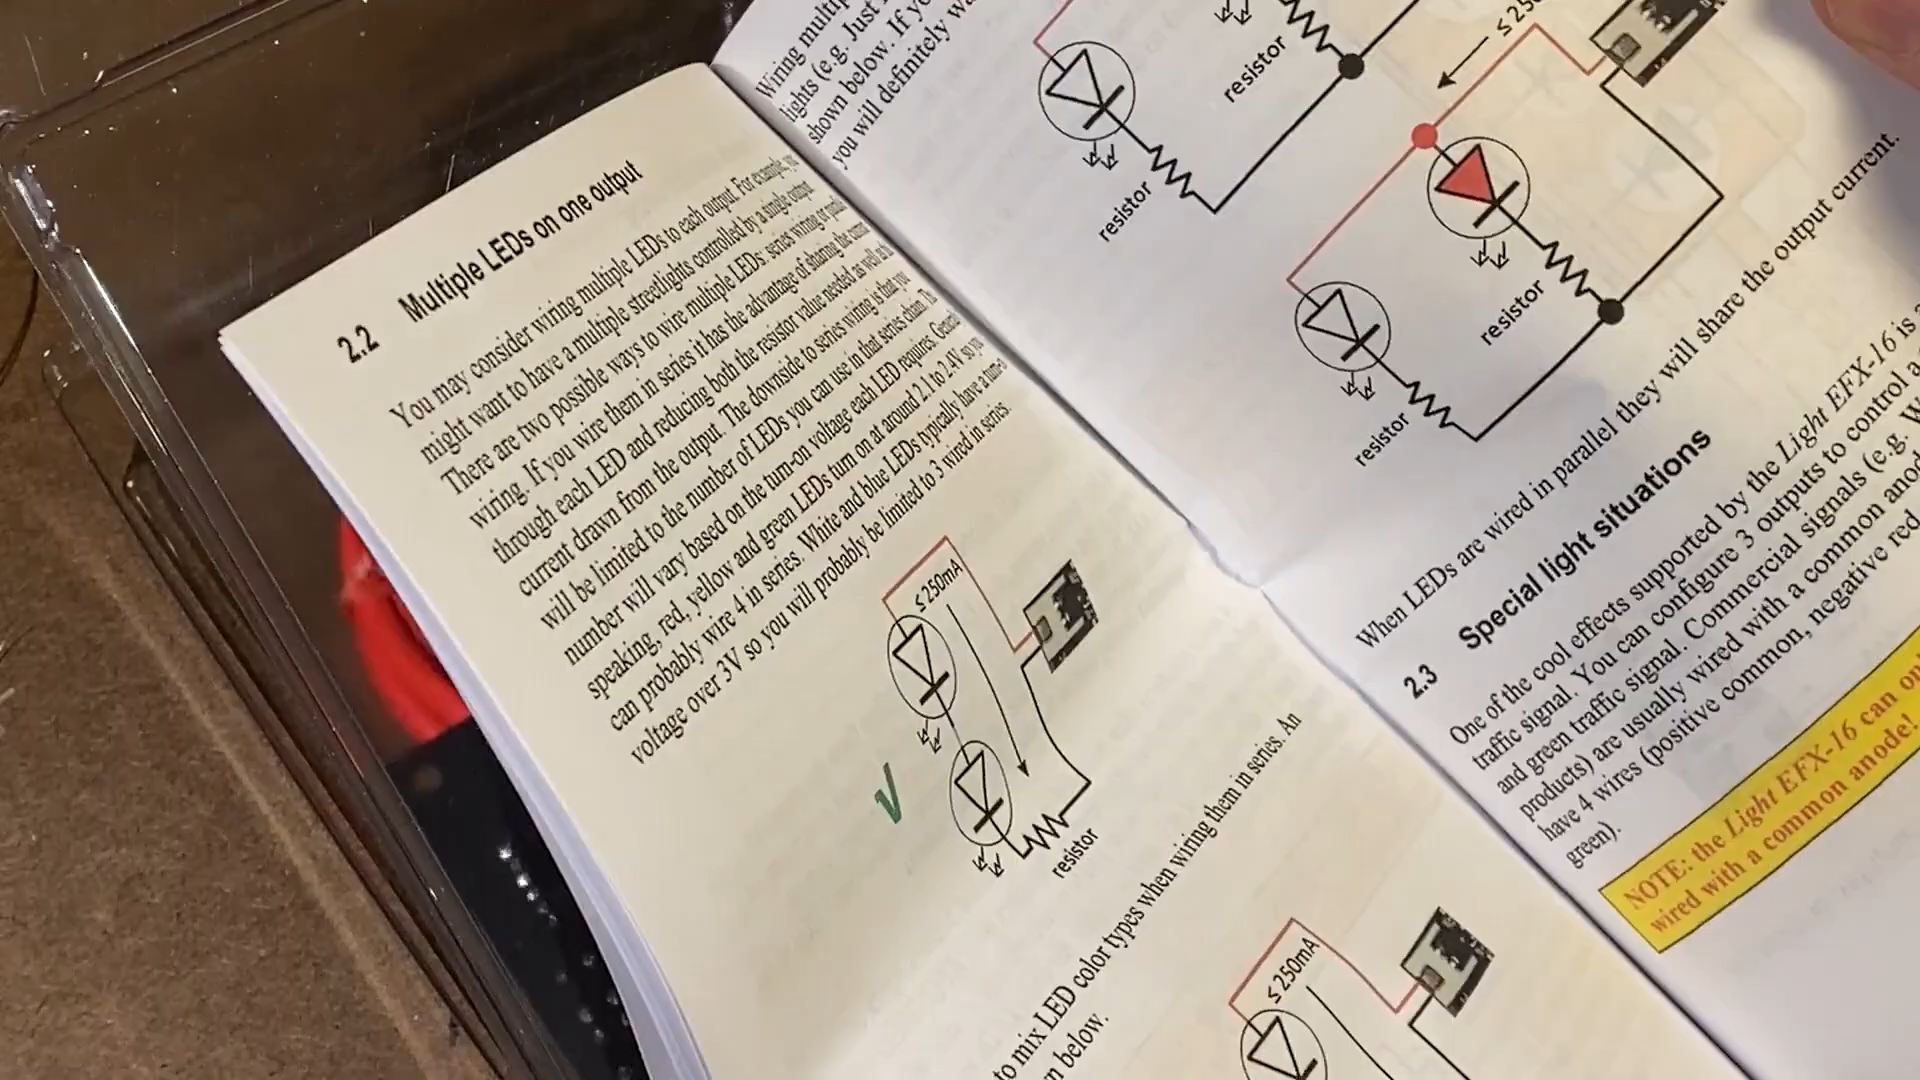 2.2 Multiple LEDs on one output
You may consider wiring multiple LEDs to each output. For example, you
might want to have a multiple streetlights controlled by a single output.
There are two possible ways to wire multiple LEDs: series wiring or
wiring. If you wire them in series it has the advantage of sharing the
through each LED and reducing both the resistor value needed as well as
current drawn from the output. The downside to series wiring is that you
will be limited to the number of LEDs you can use in that series chain.
number will vary based on the turn-on voltage each LED requires.
speaking, red, yellow and green LEDs turn on at around 2.1 to 2.4V so you
can probably wire 4 in series. White and blue LEDs typically have a
voltage over 3V so you will probably be limited to 3 wired in series.
≤ 250mA
resistor
to mix LED color types when wiring them in series. An
below.
≤ 250mA
Wiring
lights (e.g. Just
shown below. If
you will definitely
resistor
resistor
resistor
resistor
When LEDs are wired in parallel they will share the output current.
2.3 Special light situations
One of the cool effects supported by the Light EFX-16 is
traffic signal. You can configure 3 outputs to control a
and green traffic signal. Commercial signals (e.g.
products) are usually wired with a common
have 4 wires (positive common, negative red
green).
NOTE: the Light EFX-16 can
wired with a common anode!